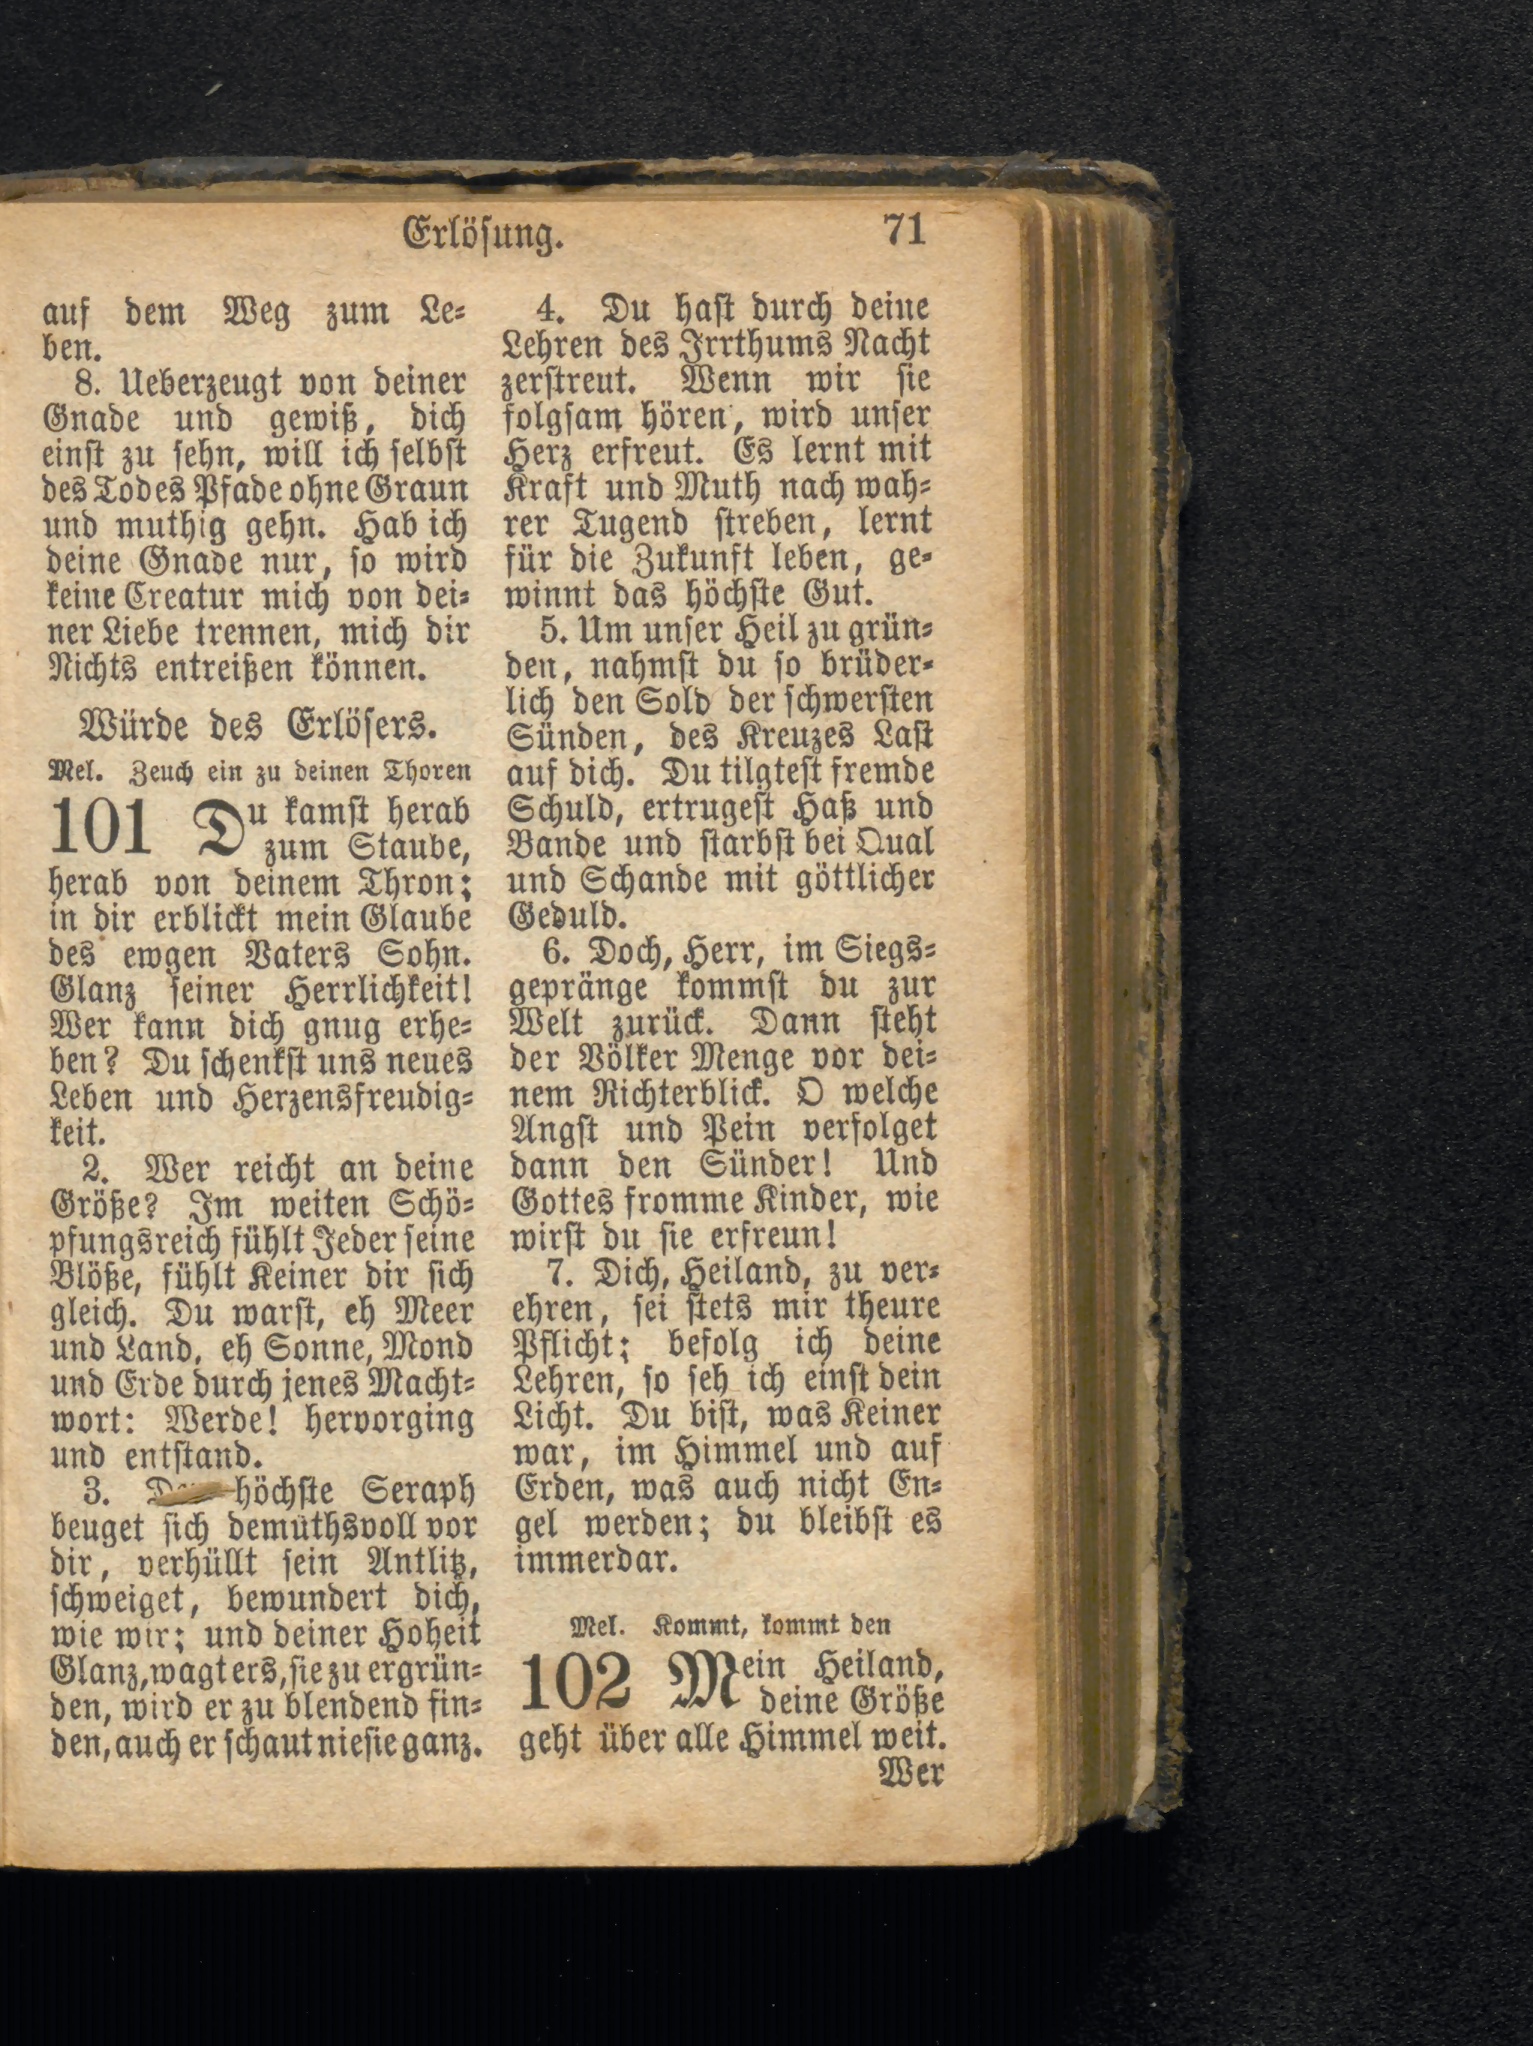 Erlösung. 71
auf dem Weg zum Le-
ben.
8. Ueberzeugt von deiner
Gnade und gewiß, dich
einst zu sehn, will ich selbst
des Todes Pfade ohne Graun
und muthig gehn. Hab ich
deine Gnade nur, so wird
keine Creatur mich von dei-
ner Liebe trennen, mich dir
Nichts entreißen können.
Würde des Erlösers.
Mel. Zeuch ein zu deinen Thoren
101 Du kamst herab
zum Staube,
herab von deinem Thron;
in dir erblickt mein Glaube
des ewgen Vaters Sohn.
Glanz seiner Herrlichkeit!
Wer kann dich gnug erhe-
ben? Du schenkst uns neues
Leben und Herzensfreudig-
keit.
2. Wer reicht an deine
Größe? Im weiten Schö-
pfungsreich fühlt Jeder seine
Blöße, fühlt Keiner dir sich
gleich. Du warst, eh Meer
und Land, eh Sonne, Mond
und Erde durch jenes Macht-
wort: Werde! hervorging
und entstand.
3. höchste Seraph
beuget sich demuthsvoll vor
dir, verhüllt sein Antlitz,
schweiget, bewundert dich,
wie wir; und deiner Hoheit
Glanz, wagt ers, sie zu ergrün-
den, wird er zu blendend fin-
den, auch er schaut nie sie ganz.
4. Du hast durch deine
Lehren des Irrthums Nacht
zerstreut. Wenn wir sie
folgsam hören, wird unser
Herz erfreut. Es lernt mit
Kraft und Muth nach wah-
rer Tugend streben, lernt
für die Zukunft leben, ge-
winnt das höchste Gut.
5. Um unser Heil zu grün-
den, nahmst du so brüder-
lich den Sold der schwersten
Sünden, des Kreuzes Last
auf dich. Du tilgtest fremde
Schuld, ertrugest Haß und
Bande und starbst bei Qual
und Schande mit göttlicher
Geduld.
6. Doch, Herr, im Siegs-
gepränge kommst du zur
Welt zurück. Dann steht
der Völker Menge vor dei-
nem Richterblick. O welche
Angst und Pein verfolget
dann den Sünder! Und
Gottes fromme Kinder, wie
wirst du sie erfreun!
7. Dich, Heiland, zu ver-
ehren, sei stets mir theure
Pflicht; befolg ich deine
Lehren, so seh ich einst dein
Licht. Du bist, was Keiner
war, im Himmel und auf
Erden, was auch nicht En-
gel werden; du bleibst es
immerdar.
Mel. Kommt, kommt den
102 Mein Heiland,
deine Größe
geht über alle Himmel weit.
Wer